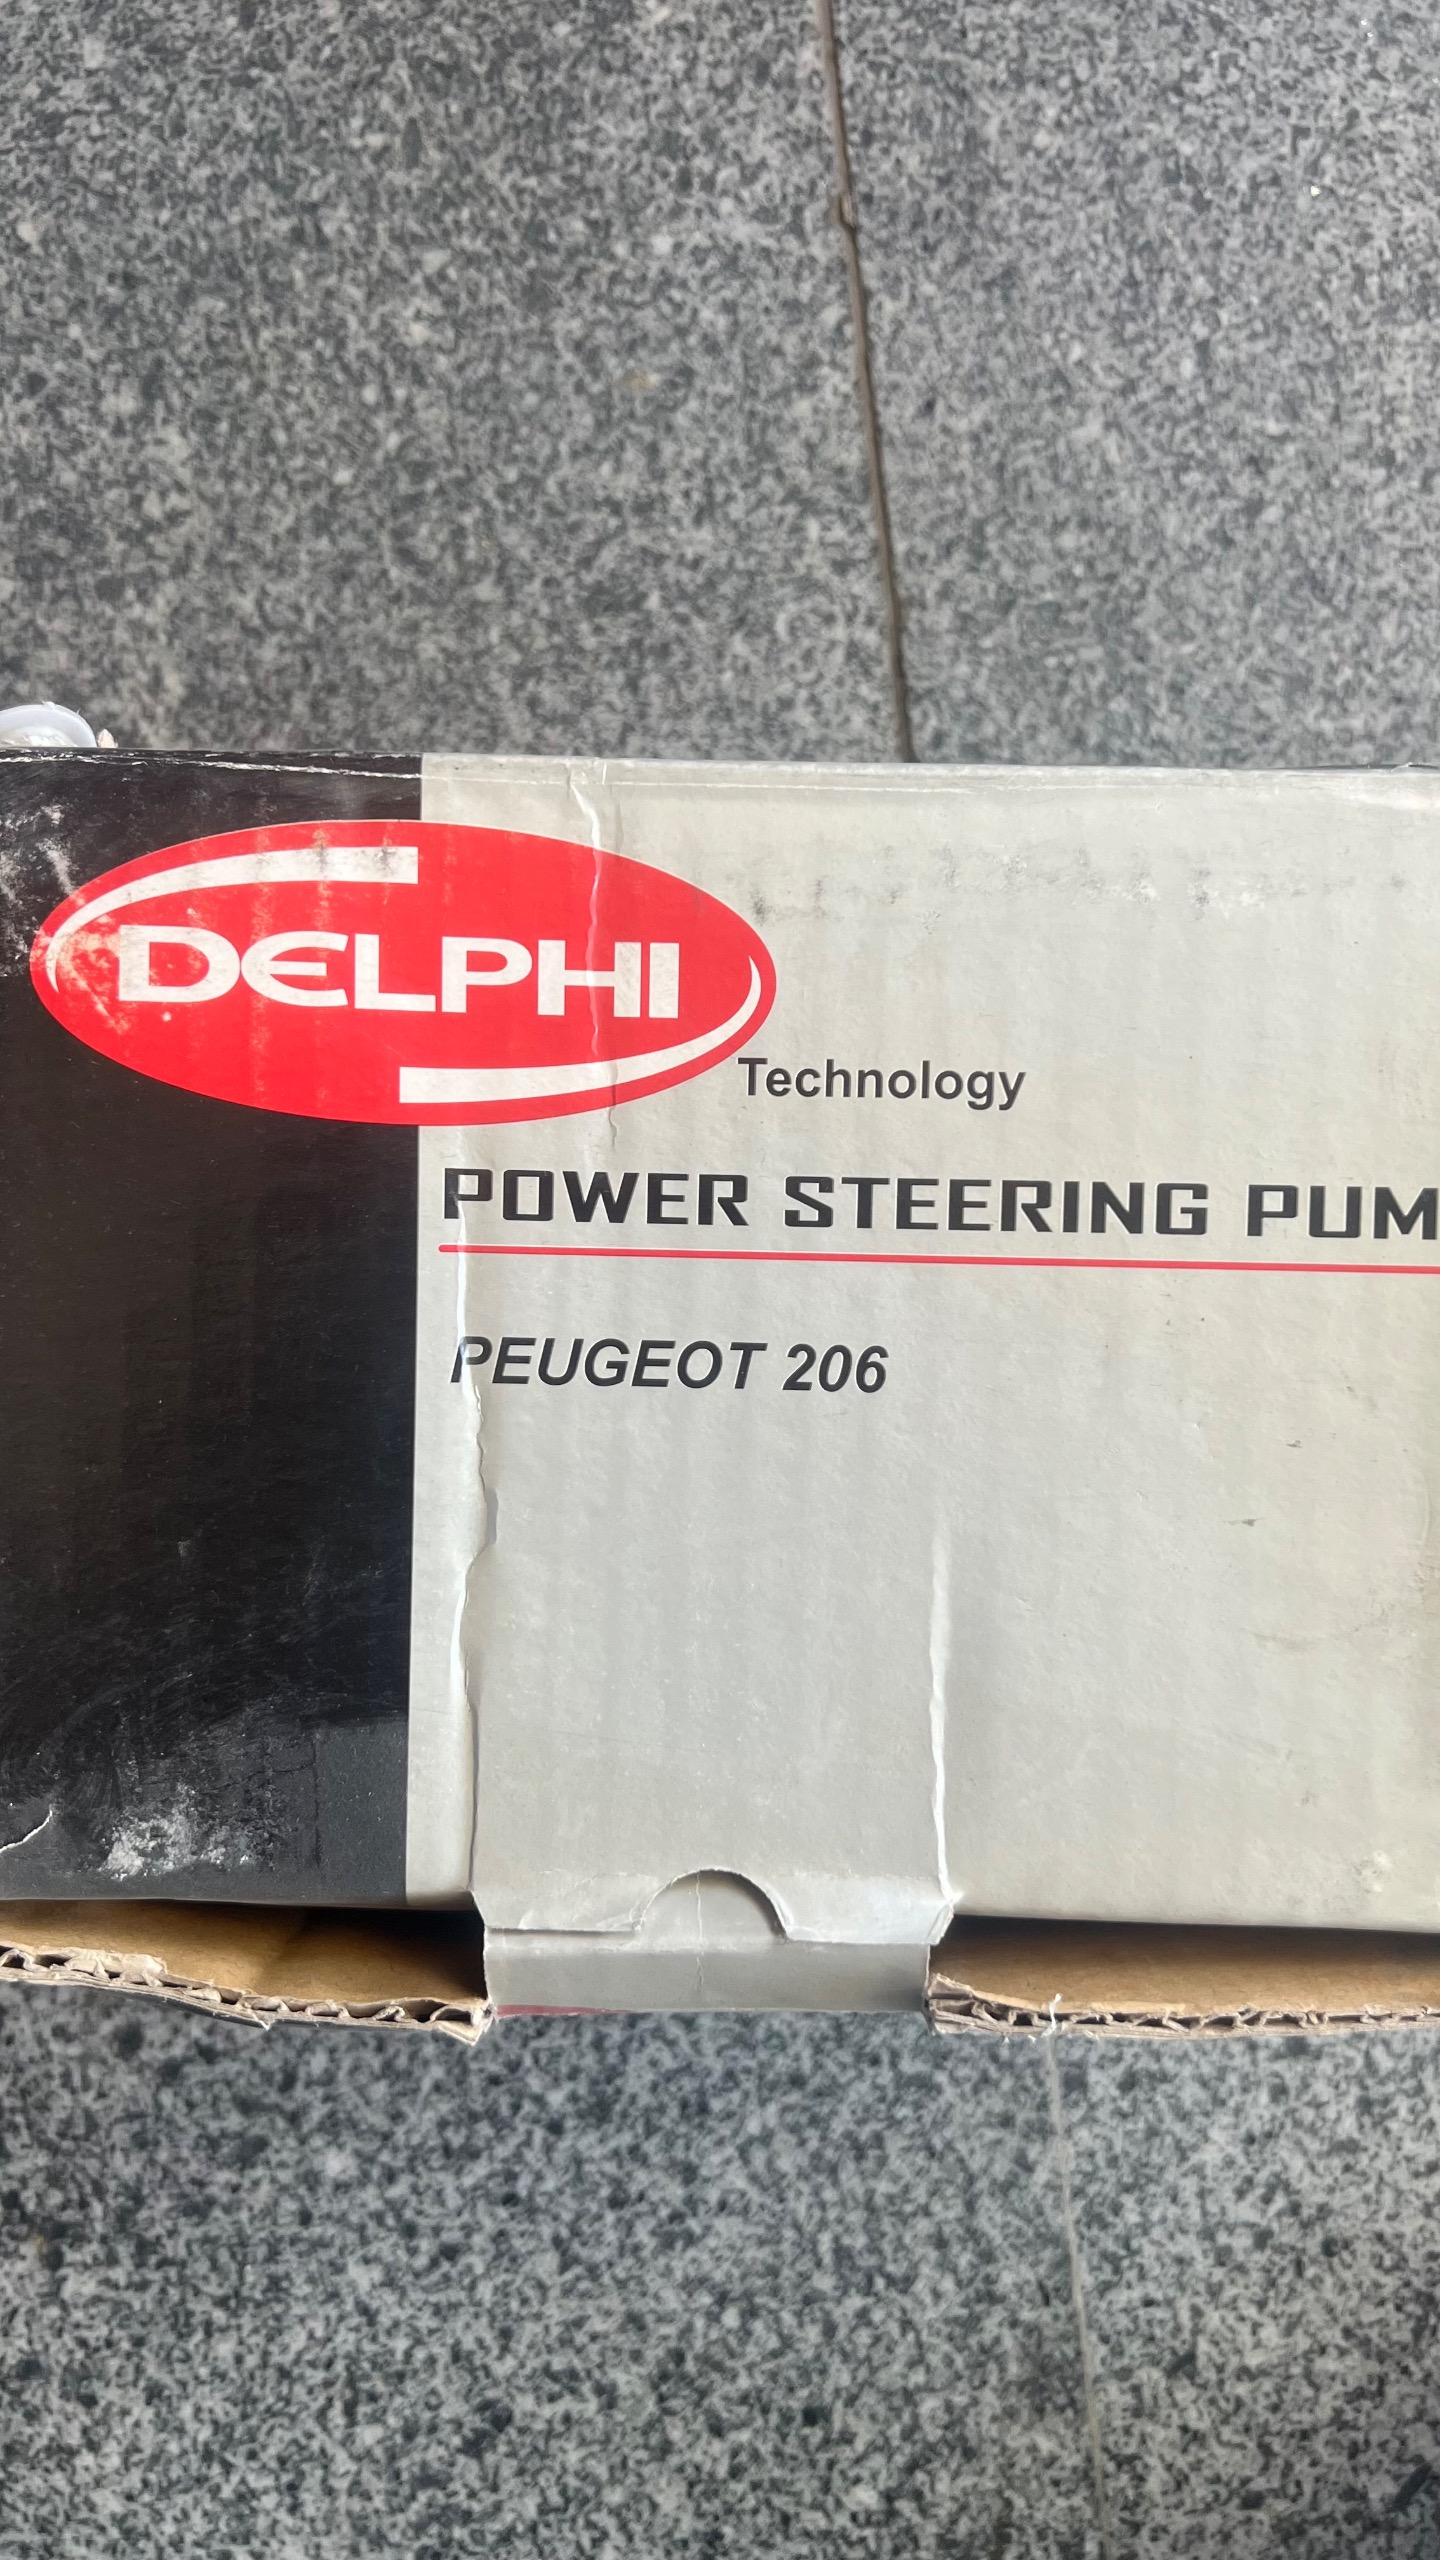 DELPHI
Technology
POWER STEERING PUM
PEUGEOT 206